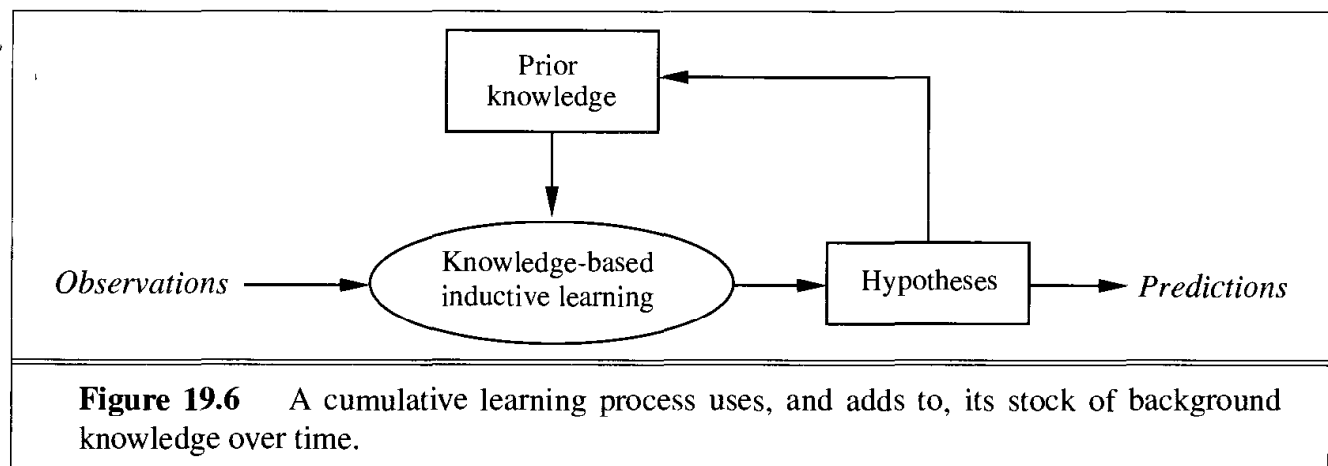 Prior
knowledge
Observations
Knowledge-based
inductive learning
Hypotheses
Predictions
Figure 19.6 A cumulative learning process uses, and adds to, its stock of background
knowledge over time.